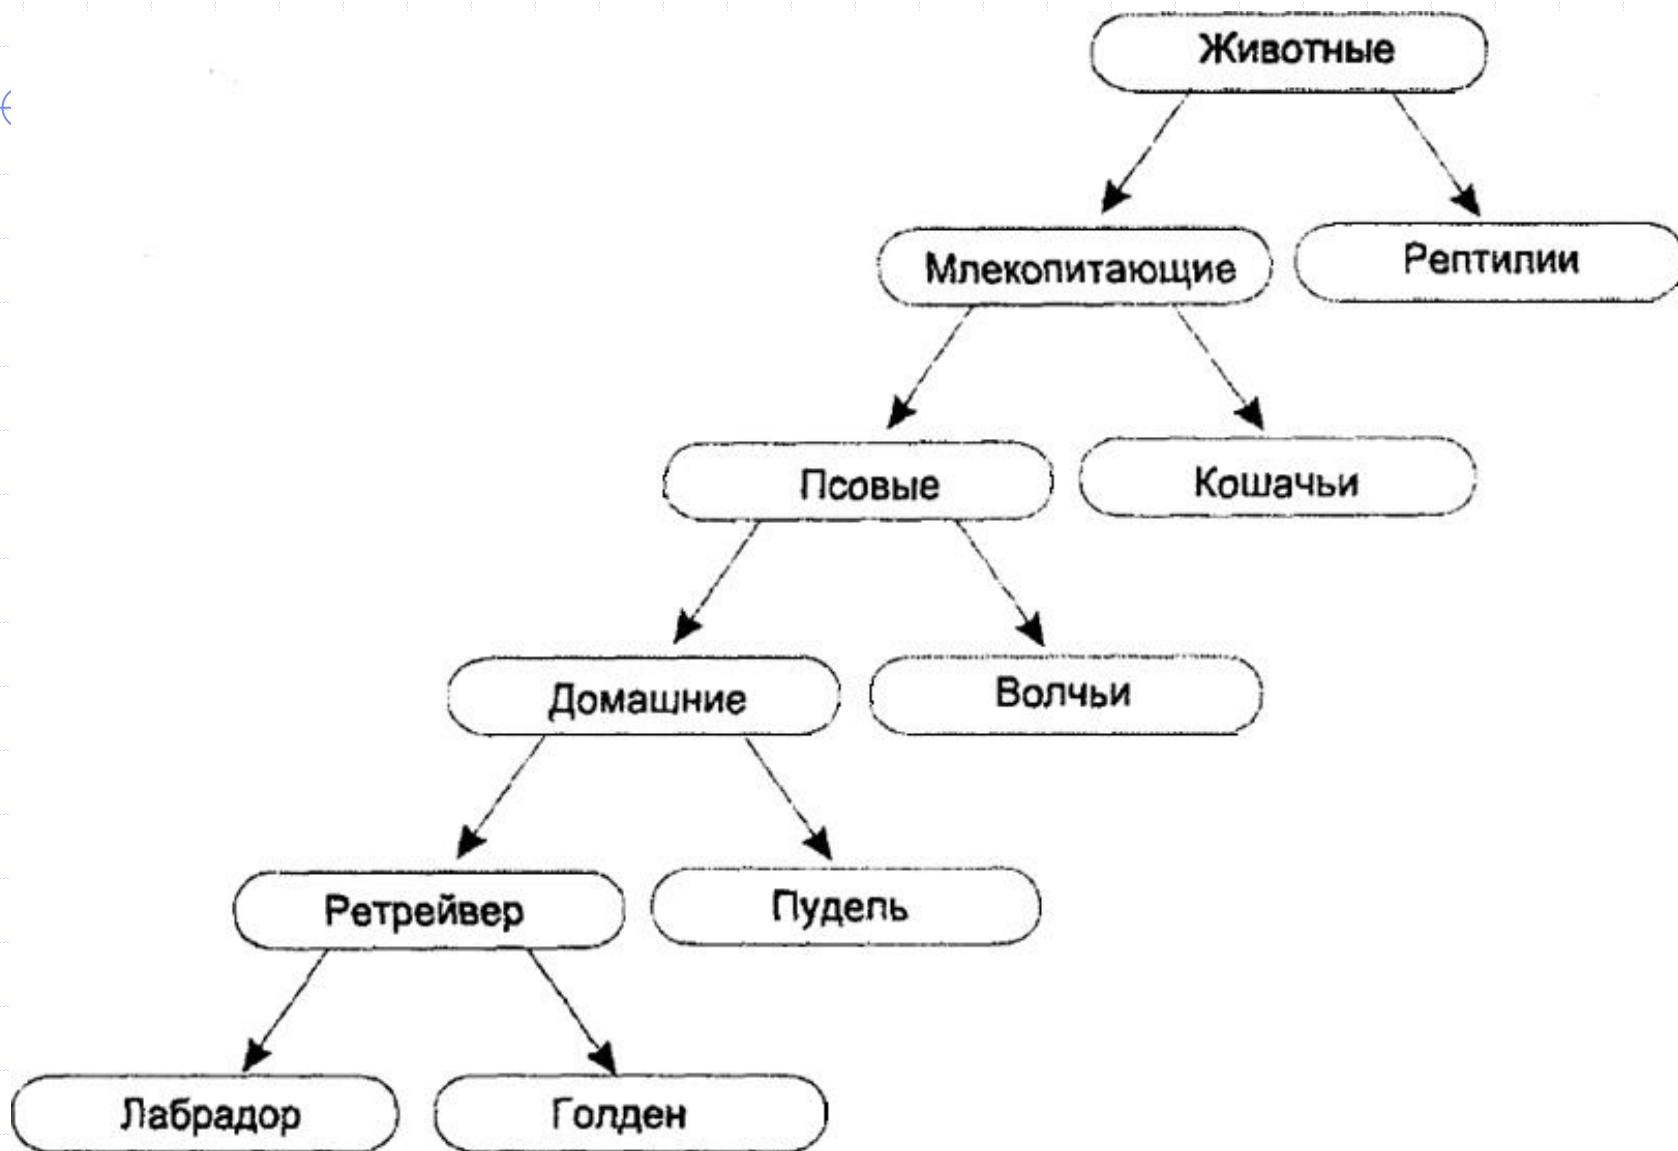 Животные
Млекопитающие
Рептилии
Псовые
Кошачьи
Домашние
Волчьи
Ретрейвер
Пудель
Лабрадор
Голден